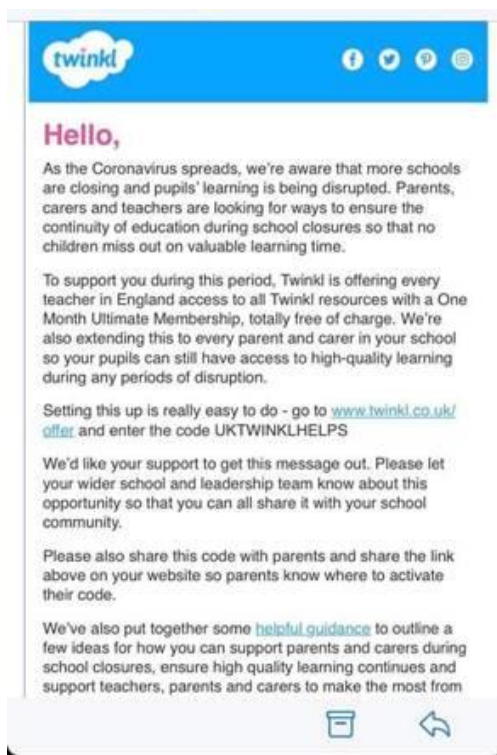 twinkl
Hello,
As the Coronavirus spreads, we're aware that more schools
are closing and pupils' learning is being disrupted. Parents,
carers and teachers are looking for ways to ensure the
continuity of education during school closures so that no
children miss out on valuable learning time.
To support you during this period, Twinkl is offering every
teacher in England access to all Twinkl resources with a One
Month Ultimate Membership, totally free of charge. We're
also extending this to every parent and carer in your school
so your pupils can still have access to high-quality learning
during any periods of disruption.
Setting this up is really easy to do - go to www.twinkl.co.uk/
offer and enter the code UKTWINKLHELPS
We'd like your support to get this message out. Please let
your wider school and leadership team know about this
opportunity so that you can all share it with your school
community.
Please also share this code with parents and share the link
above on your website so parents know where to activate
their code.
We've also put together some helpful guidance to outline a
few ideas for how you can support parents and carers during
school closures, ensure high quality learning continues and
support teachers, parents and carers to make the most from